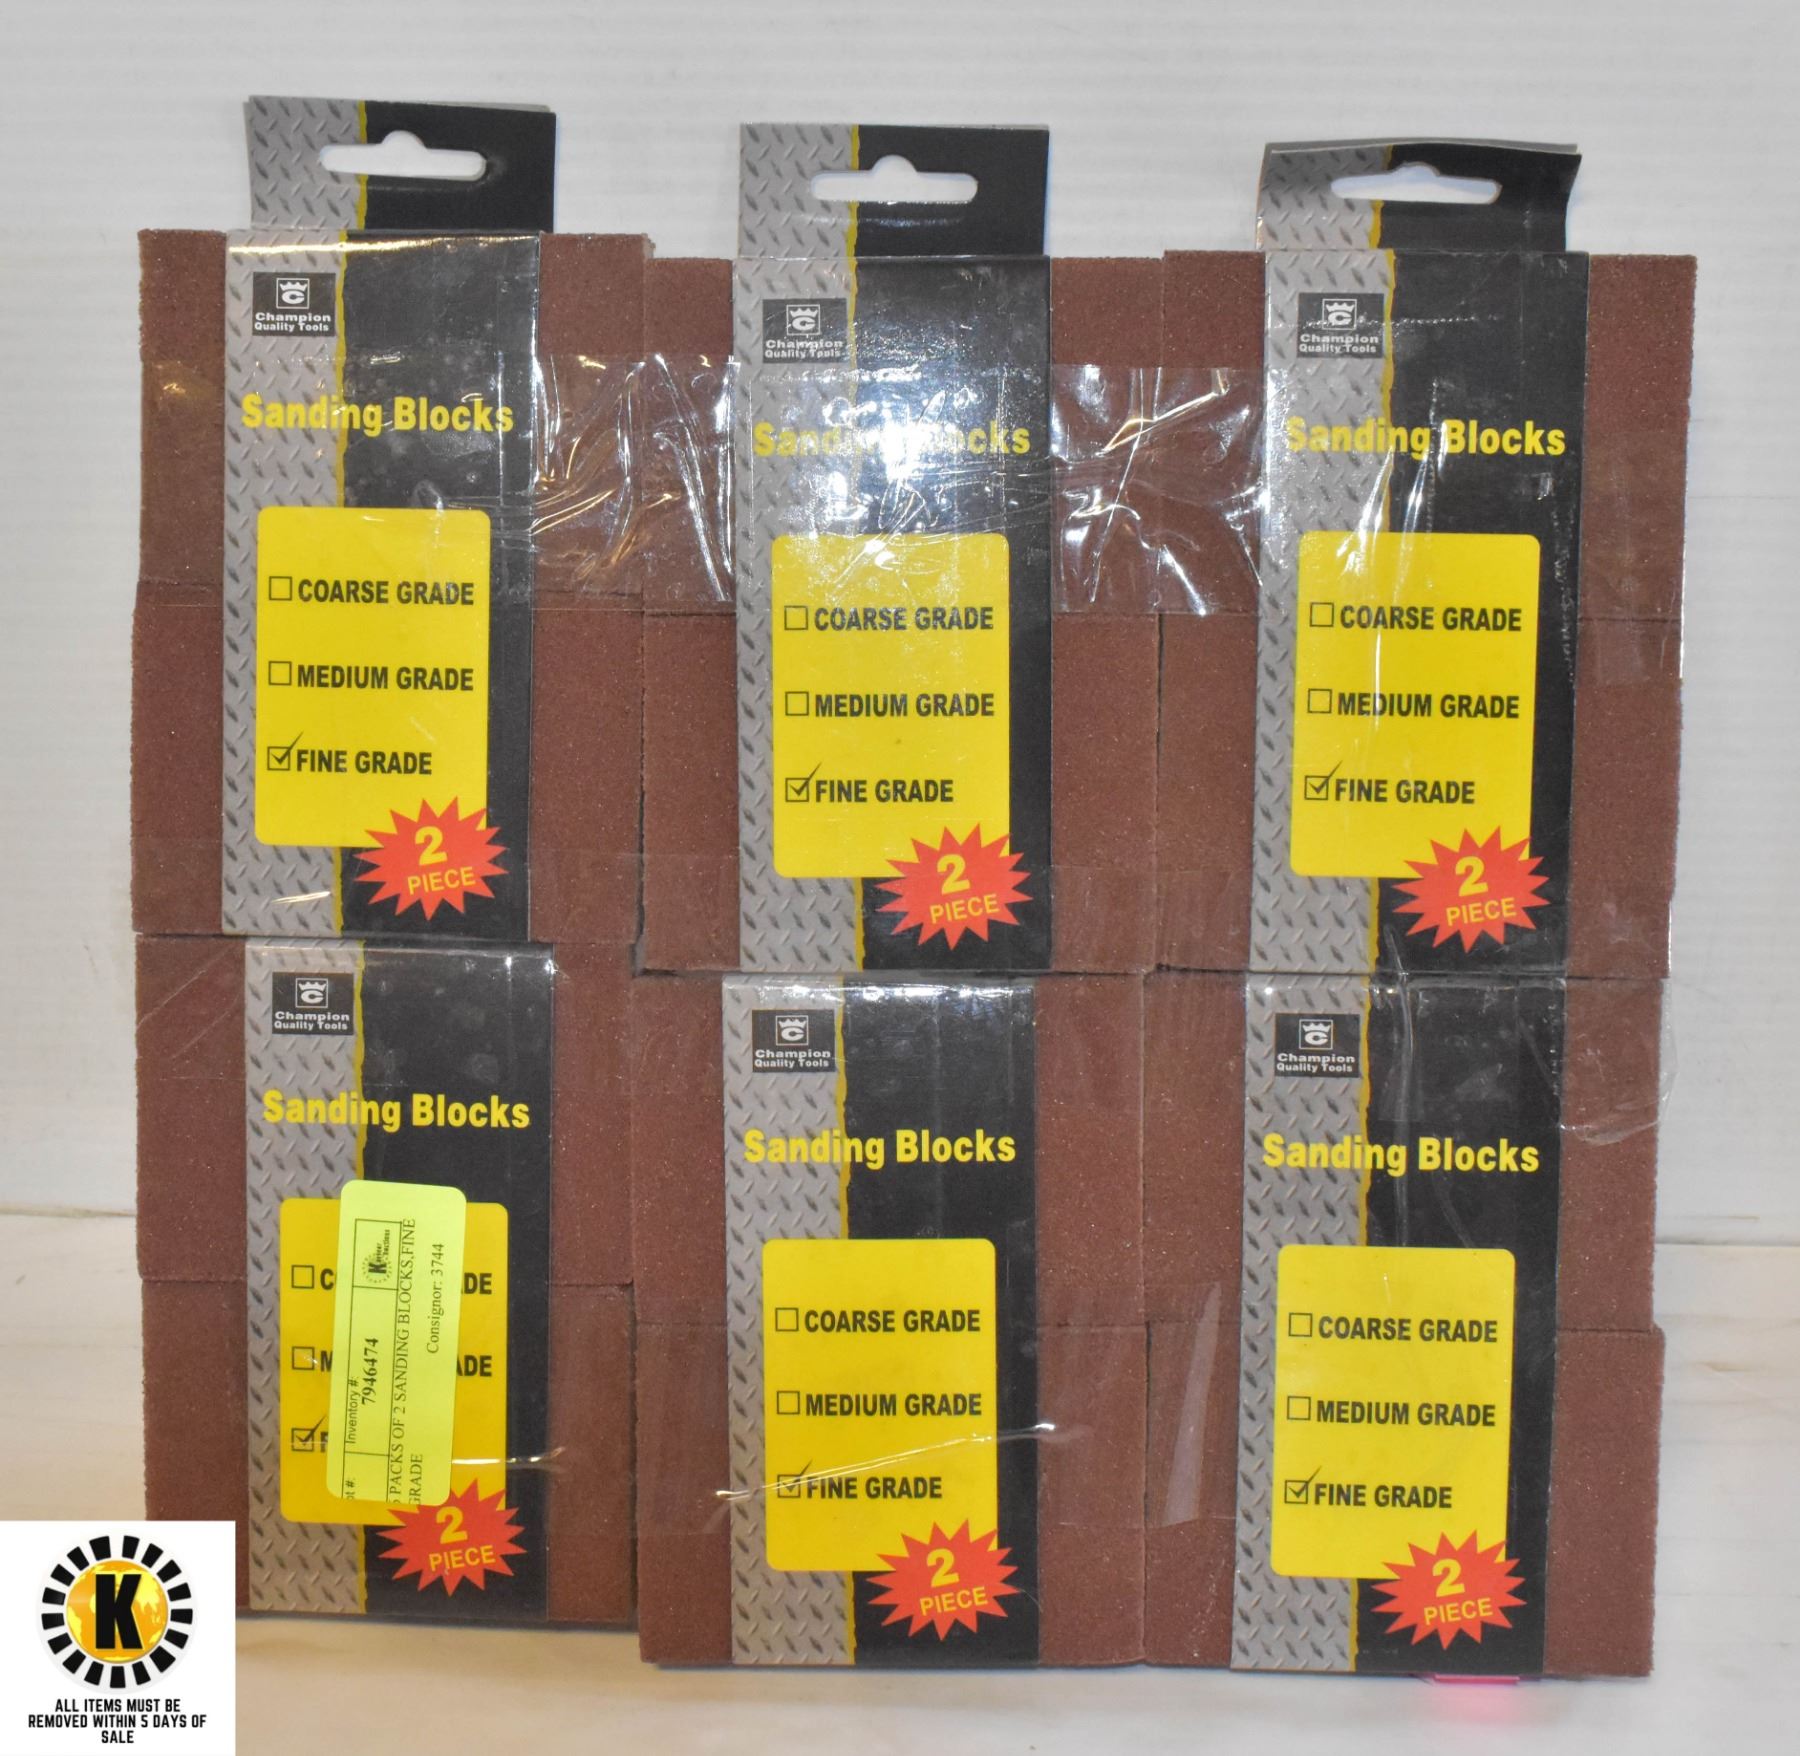 C
Champion
Quality Tools
Sanding Blocks
COARSE GRADE
MEDIUM GRADE
FINE GRADE
2
PIECE
C
Champion
Quality Tools
Sanding Blocks
COARSE GRADE
MEDIUM GRADE
FINE GRADE
2
PIECE
C
Champion
Quality Tools
Sanding Blocks
COARSE GRADE
MEDIUM GRADE
FINE GRADE
2
PIECE
C
Champion
Quality Tools
Sanding Blocks
Inventory #:
7946474
PACKS OF 2 SANDING BLOCKS,FINE
GRADE
Consignor: 3744
2
PIECE
C
Champion
Quality Tools
Sanding Blocks
COARSE GRADE
MEDIUM GRADE
FINE GRADE
2
PIECE
C
Champion
Quality Tools
Sanding Blocks
COARSE GRADE
MEDIUM GRADE
FINE GRADE
2
PIECE
K
ALL ITEMS MUST BE
REMOVED WITHIN 5 DAYS OF
SALE